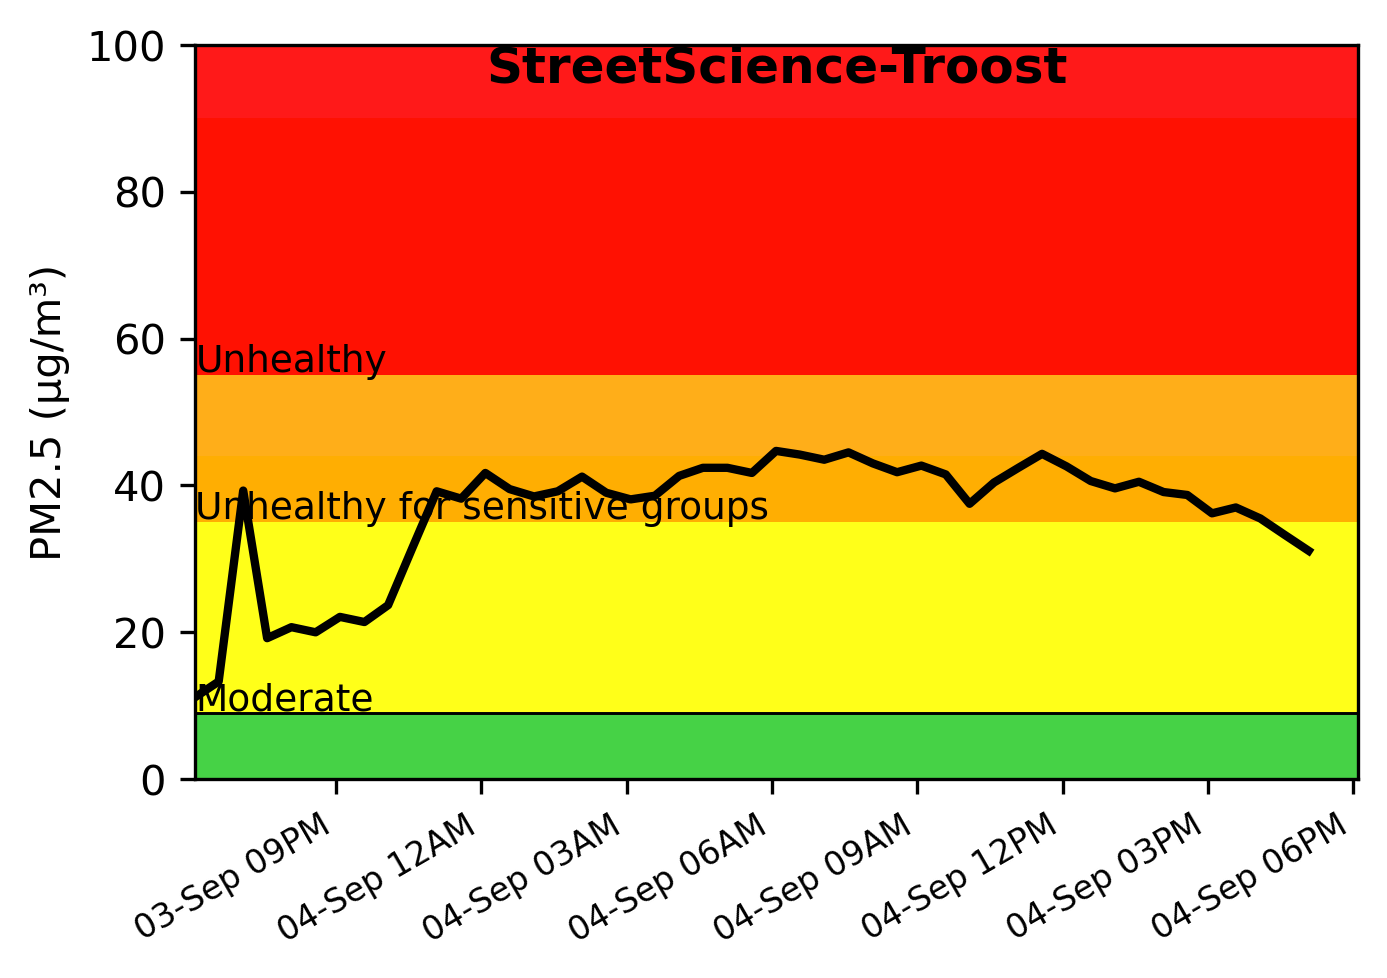 StreetScience-Troost
PM2.5 (µg/m³)
100
80
60
40
20
0
Unhealthy
Unhealthy for sensitive groups
Moderate
03-Sep 09PM
04-Sep 12AM
04-Sep 03AM
04-Sep 06AM
04-Sep 09AM
04-Sep 12PM
04-Sep 03PM
04-Sep 06PM